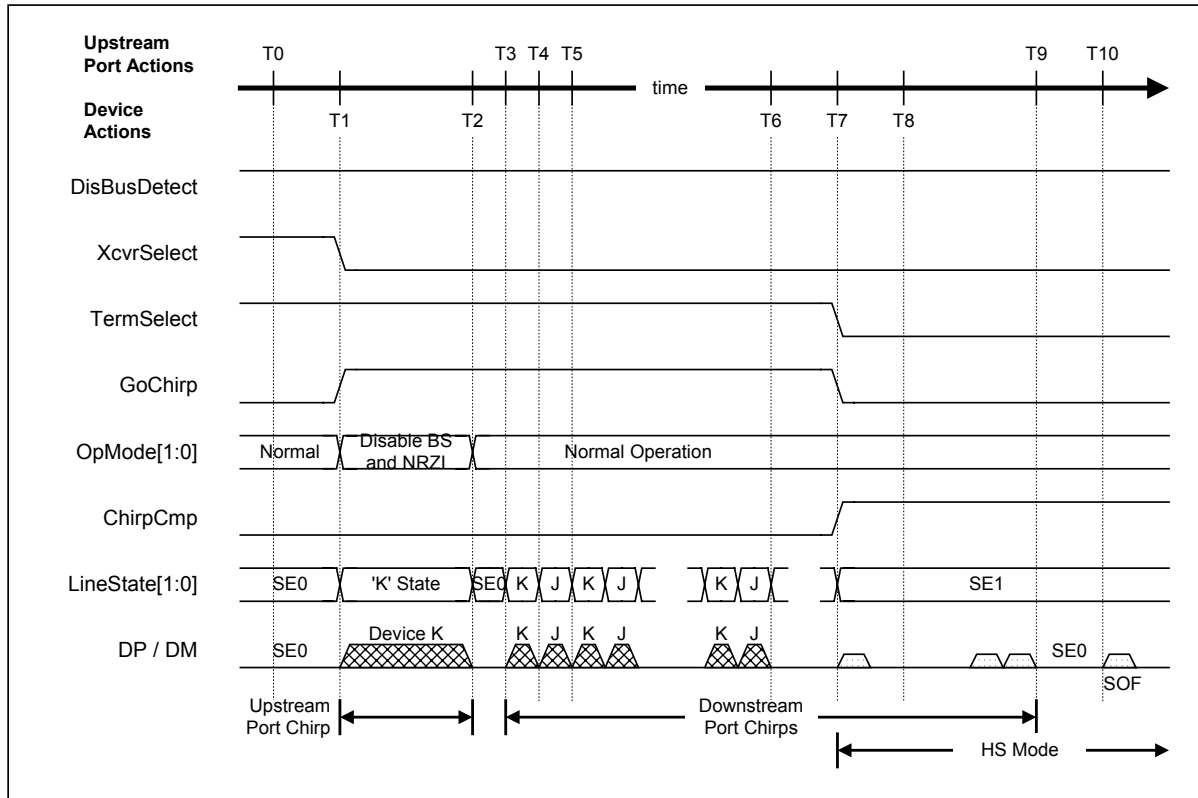 Upstream
Port Actions
T0 T3 T4 T5 T9 T10
time
Device
Actions
T1 T2 T6 T7 T8
DisBusDetect
XcvrSelect
TermSelect
GoChirp
OpMode[1:0] Normal Disable BS
and NRZI Normal Operation
ChirpCmp
LineState[1:0] SE0 'K' State SE0 K J K J K J SE1
Device K K J K J K J
DP / DM SE0 SE0
SOF
Upstream
Port Chirp
Downstream
Port Chirps
HS Mode